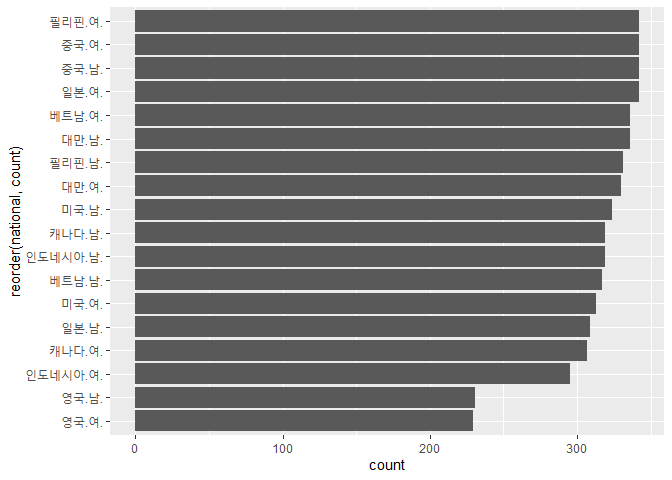 필리핀.여.
중국.여.
중국.남.
일본.여.
베트남.여.
대만.남.
필리핀.남.
대만.여.
미국.남.
캐나다.남.
인도네시아.남.
베트남.남.
미국.여.
일본.남.
캐나다.여.
인도네시아.여.
영국.남.
영국.여.
reorder(national, count)
0 100 200 300
count